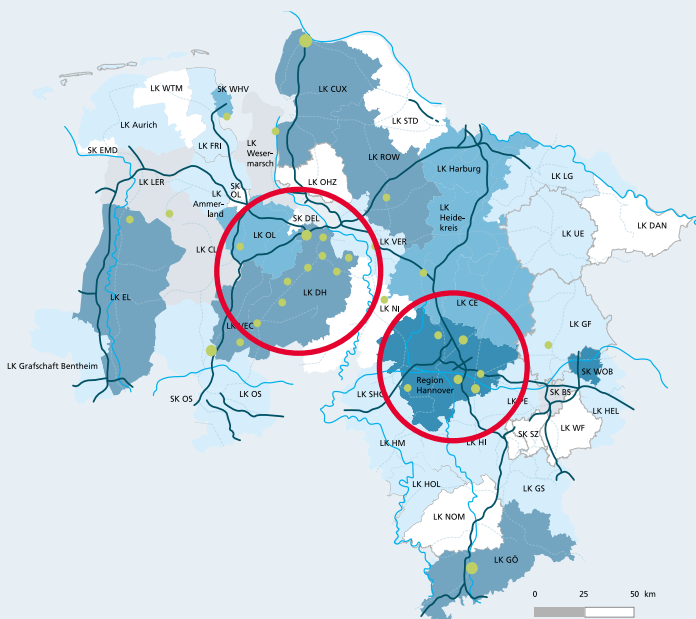 LK WTM
SK WHV
LK CUX
LK STD
LK Aurich
LK FRI
SK EMD
LK
Weser-
marsch
LK ROW
LK LER
LK OHZ
LK Harburg
LK LG
SK
OL
LK
Ammer-
land
SK DEL
LK
Heide-
kreis
LK DAN
LK UE
LK OL
LK VER
LK CL
LK EL
LK DH
LK NI
LK CE
LK VEC
LK GF
LK Grafschaft Bentheim
SK WOB
Region
Hannover
SK OS
LK OS
LK SHG
LK PE
SK BS
LK HEL
LK WF
SK SZ
LK HM
LK HI
LK HOL
LK GS
LK NOM
LK GÖ
0 25 50 km